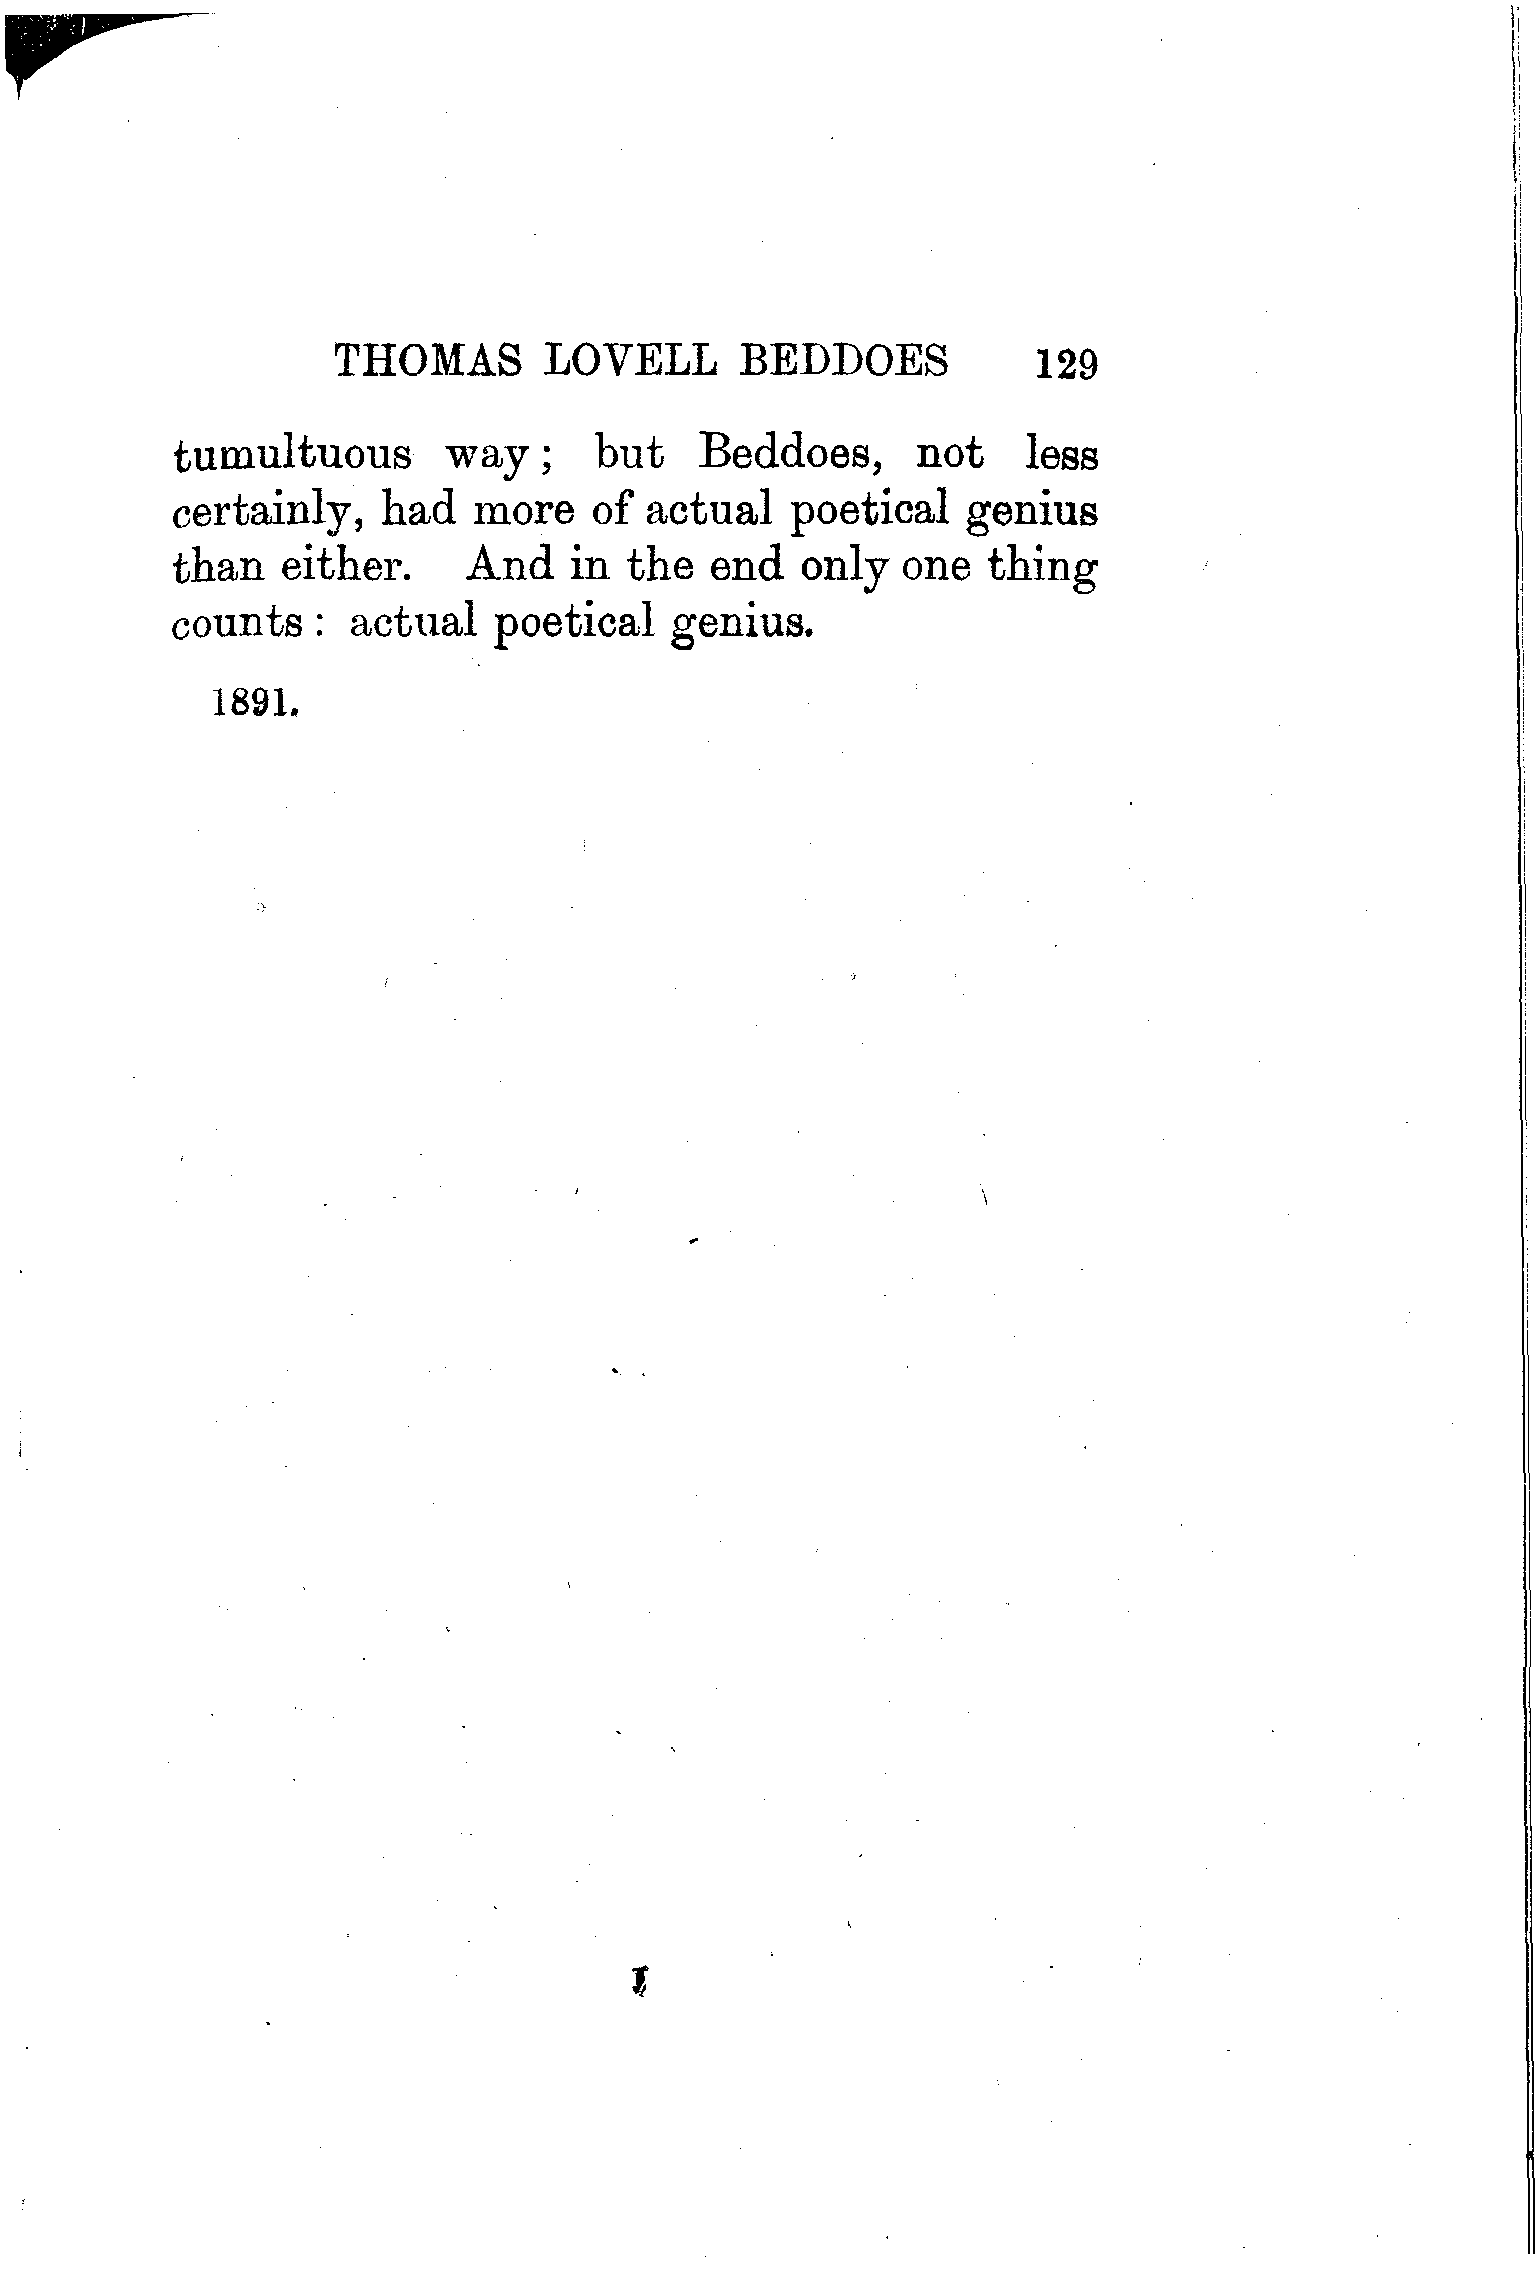 THOMAS LOVELL BEDDOES 129
tumultuous way; but Beddoes, not less
certainly, had more of actual poetical genius
than either. And in the end only one thing
counts: actual poetical genius.
1891.
I